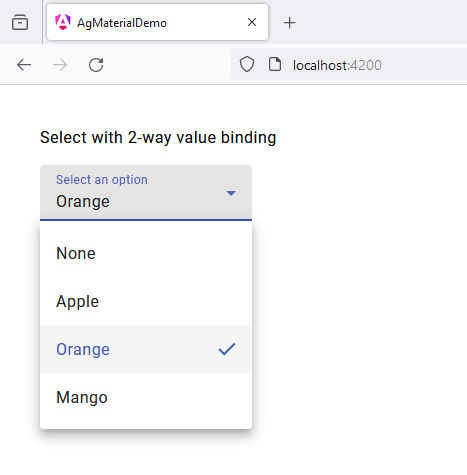 AgMaterialDemo
localhost:4200
Select with 2-way value binding
Select an option
Orange
None
Apple
Orange
Mango